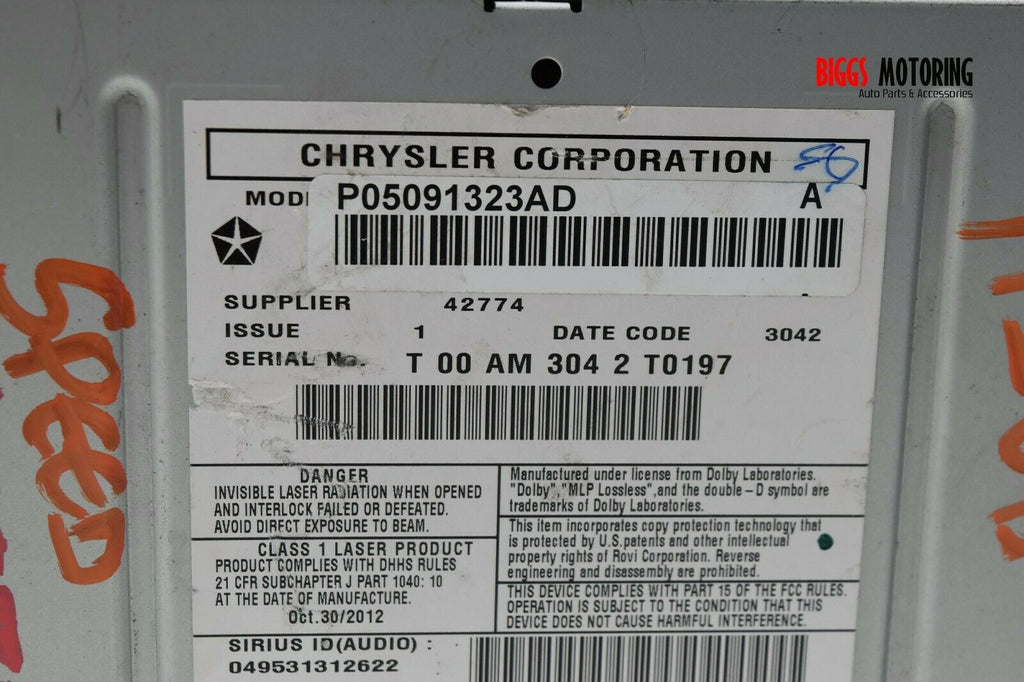 BIGGS MOTORING
Auto Parts & Accessories
CHRYSLER CORPORATION
P05091323AD A
SUPPLIER 42774
ISSUE 1 DATE CODE 3042
SERIAL No. T 00 AM 304 2 T0197
DANGER
INVISIBLE LASER RADIATION WHEN OPENED
AND INTERLOCK FAILED OR DEFEATED.
AVOID DIRECT EXPOSURE TO BEAM.
CLASS 1 LASER PRODUCT
PRODUCT COMPLIES WITH DHHS RULES
21 CFR SUBCHAPTER J PART 1040: 10
AT THE DATE OF MANUFACTURE.
Oct.30/2012
Manufactured under license from Dolby Laboratories.
"Dolby","MLP Lossless",and the double-D symbol are
trademarks of Dolby Laboratories.
This item incorporates copy protection technology that
is protected by U.S.patents and other intellectual
property rights of Rovi Corporation. Reverse
engineering and disassembly are prohibited.
THIS DEVICE COMPLIES WITH PART 15 OF THE FCC RULES.
OPERATION IS SUBJECT TO THE CONDITION THAT THIS
DEVICE DOES NOT CAUSE HARMFUL INTERFERENCE.
SIRIUS ID(AUDIO) :
049531312622
SPEED